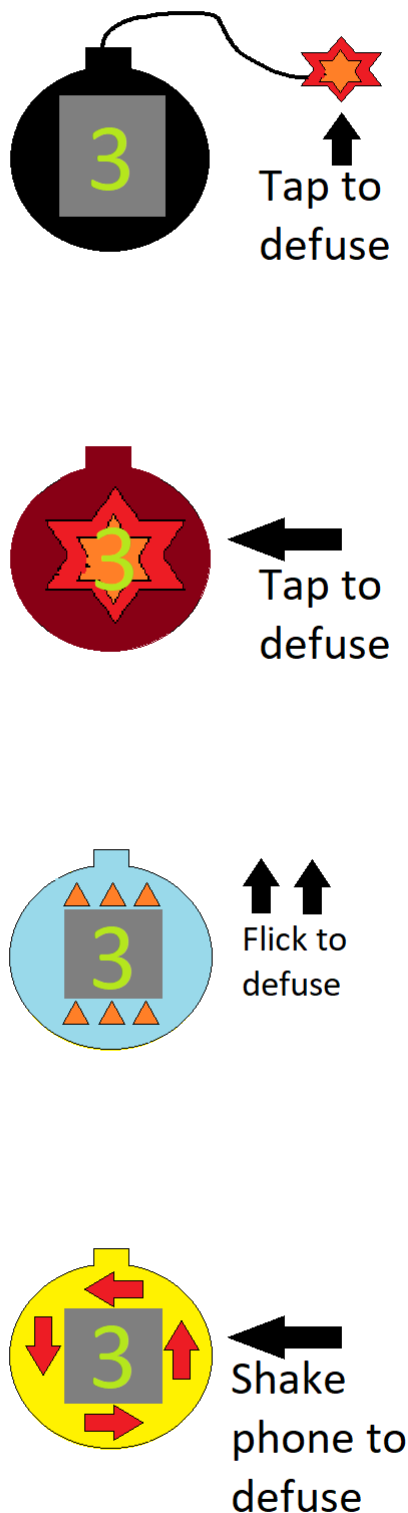 3
Tap to
defuse
3
Tap to
defuse
3
Flick to
defuse
3
Shake
phone to
defuse